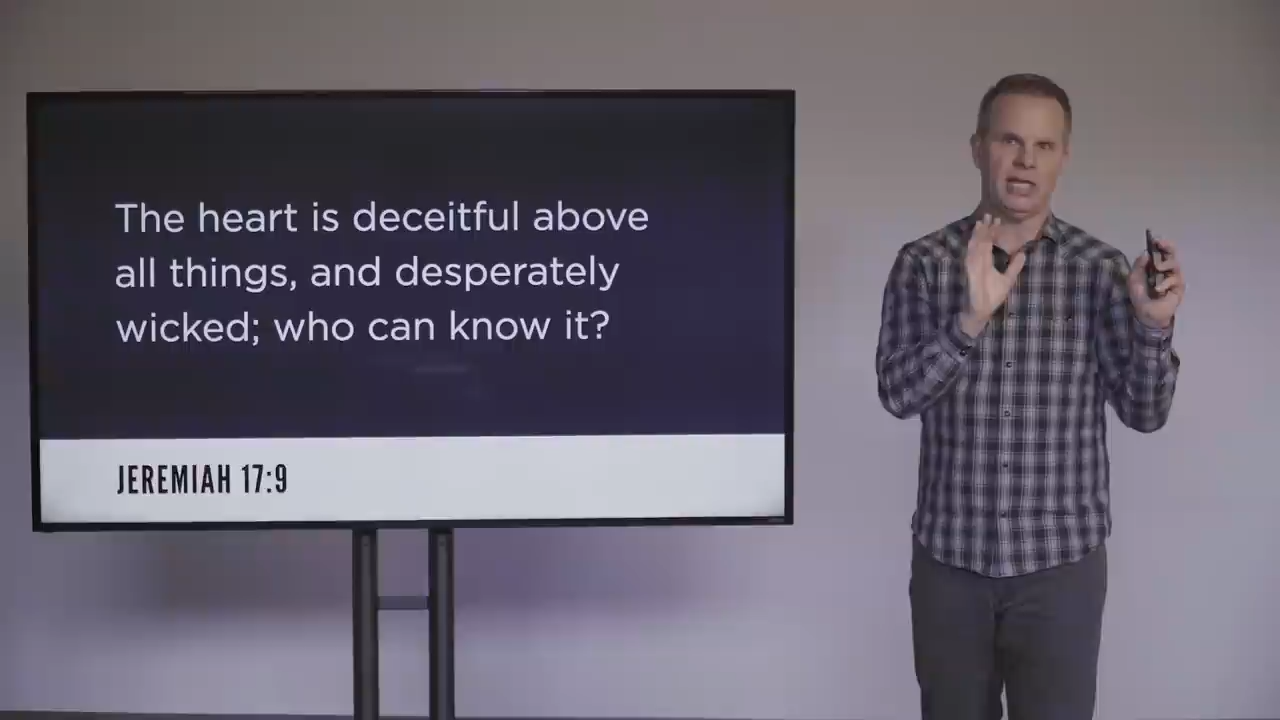 The heart is deceitful above
all things, and desperately
wicked; who can know it?
JEREMIAH 17:9